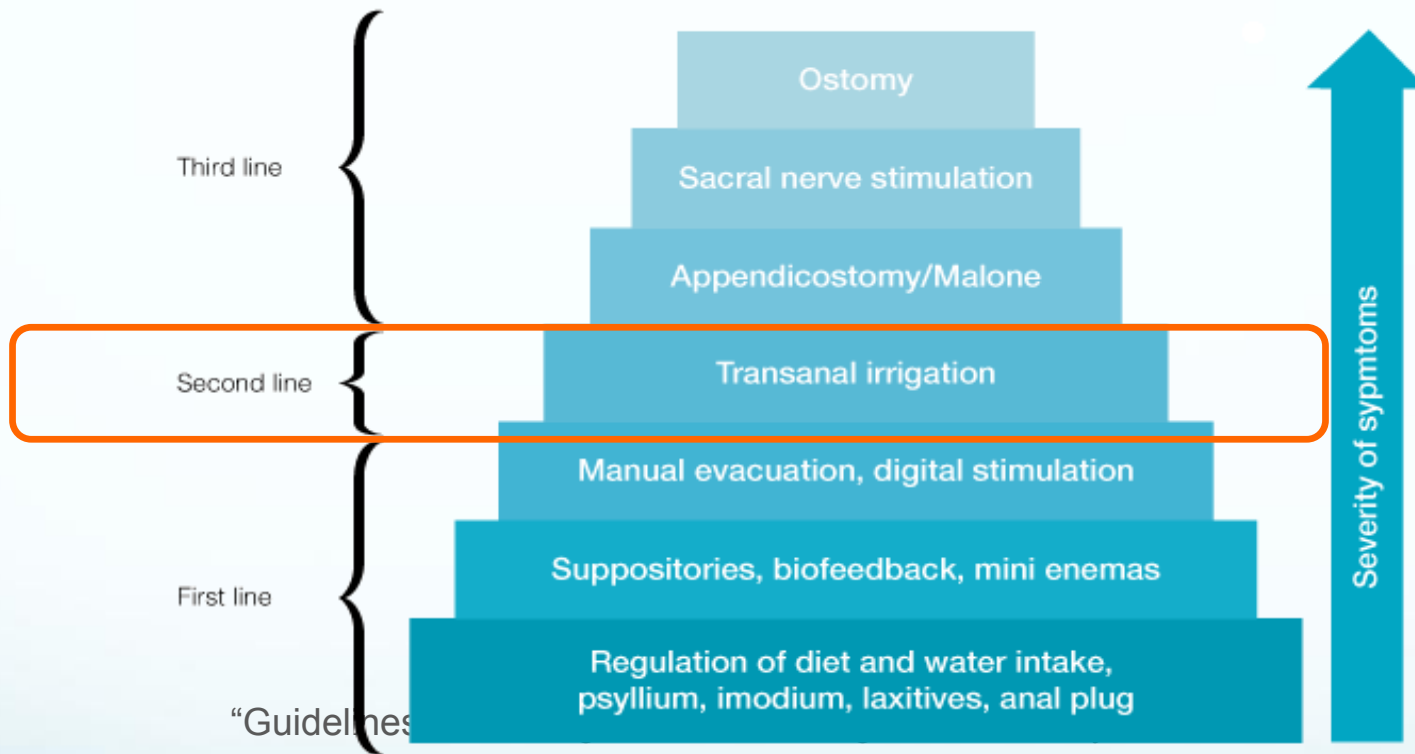 Ostomy
Third line
Sacral nerve stimulation
Appendicostomy/Malone
Second line
Transanal irrigation
Manual evacuation, digital stimulation
First line
Suppositories, biofeedback, mini enemas
Regulation of diet and water intake,
psyllium, imodium, laxitives, anal plug
Severity of sypmtoms
“Guidelines